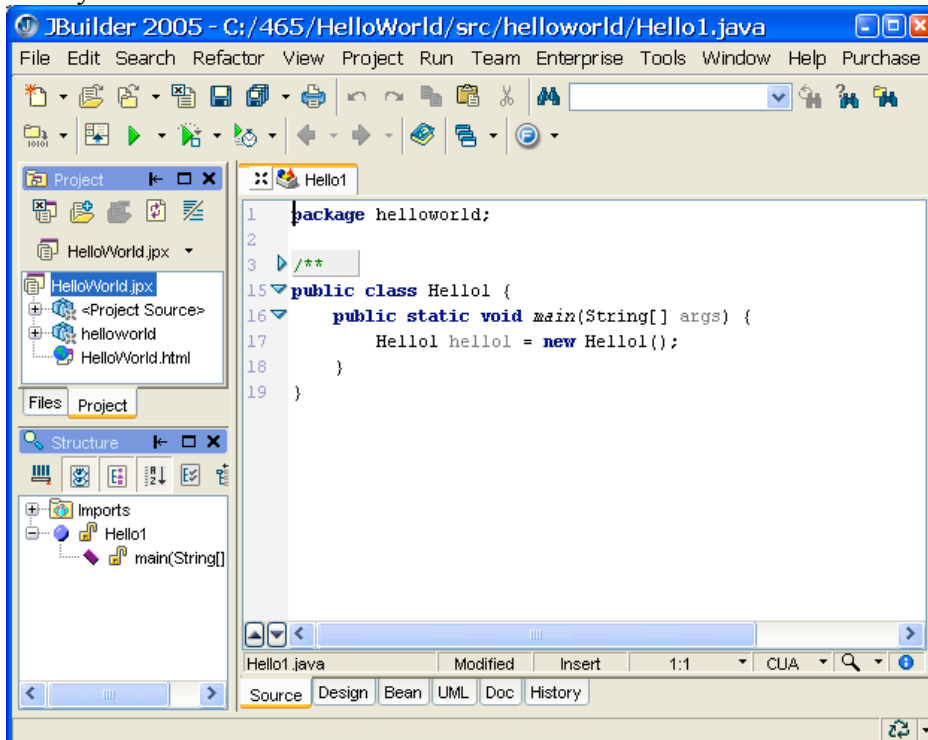 JBuilder 2005 - C:/465/HelloWorld/src/helloworld/Hello1.java
File Edit Search Refactor View Project Run Team Enterprise Tools Window Help Purchase
Project
HelloWorld.jpx
HelloWorld.jpx
<Project Source>
helloworld
HelloWorld.html
Files Project
Structure
Imports
Hello1
main(String[]
Hello1
1 package helloworld;
2
3 /**
15 public class Hello1 {
16 public static void main(String[] args) {
17 Hello1 hello1 = new Hello1();
18 }
19 }
Hello1.java Modified Insert 1:1 CUA
Source Design Bean UML Doc History